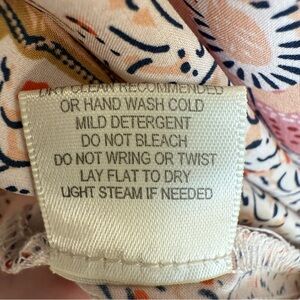 DRY CLEAN RECOMMENDED
OR HAND WASH COLD
MILD DETERGENT
DO NOT BLEACH
DO NOT WRING OR TWIST
LAY FLAT TO DRY
LIGHT STEAM IF NEEDED